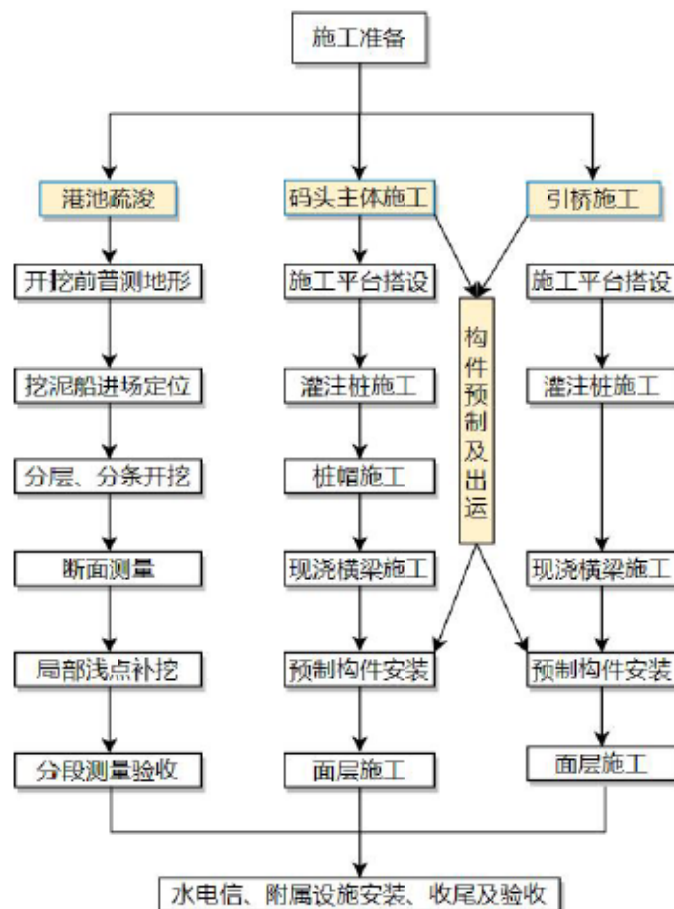 施工准备
港池疏浚
码头主体施工
引桥施工
开挖前普测地形
施工平台搭设
施工平台搭设
构件预制及出运
挖泥船进场定位
灌注桩施工
灌注桩施工
分层、分条开挖
桩帽施工
断面测量
现浇横梁施工
现浇横梁施工
局部浅点补挖
预制构件安装
预制构件安装
分段测量验收
面层施工
面层施工
水电信、附属设施安装、收尾及验收